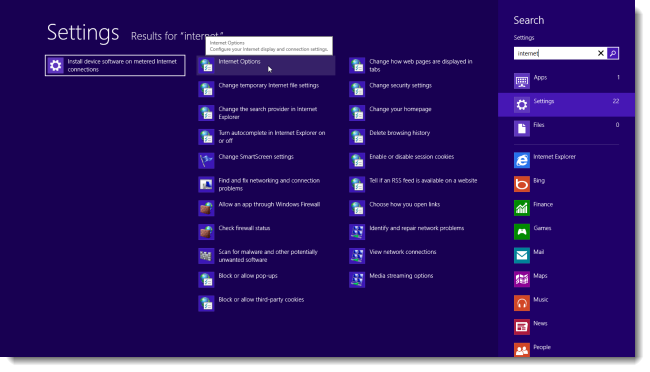 Settings Results for “internet”
Internet Options
Configure your Internet display and connection settings.
Install device software on metered Internet
connections
Internet Options
Change temporary Internet file settings
Change the search provider in Internet
Explorer
Turn autocomplete in Internet Explorer on
or off
Change SmartScreen settings
Find and fix networking and connection
problems
Allow an app through Windows Firewall
Check firewall status
Scan for malware and other potentially
unwanted software
Block or allow pop-ups
Block or allow third-party cookies
Change how web pages are displayed in
tabs
Change security settings
Change your homepage
Delete browsing history
Enable or disable session cookies
Tell if an RSS feed is available on a website
Choose how you open links
Identify and repair network problems
View network connections
Media streaming options
Search
Settings
internet
Apps 1
Settings 22
Files 0
Internet Explorer
Bing
Finance
Games
Mail
Maps
Music
News
People